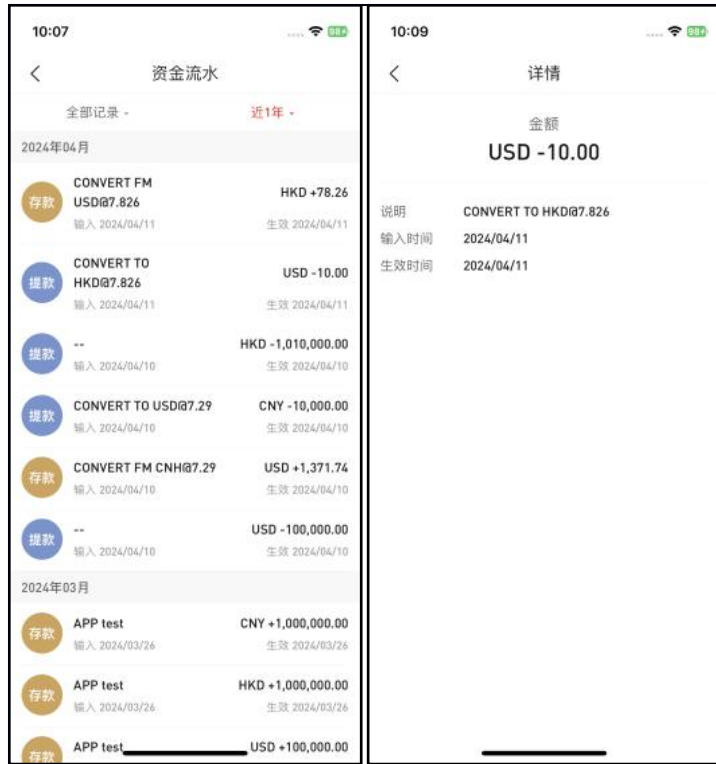 10:07
98
资金流水
全部记录
近1年
2024年04月
存款
CONVERT FM
USD@7.826
HKD +78.26
输入 2024/04/11
生效 2024/04/11
提款
CONVERT TO
HKD@7.826
USD -10.00
输入 2024/04/11
生效 2024/04/11
提款
--
HKD -1,010,000.00
输入 2024/04/10
生效 2024/04/10
提款
CONVERT TO USD@7.29
CNY -10,000.00
输入 2024/04/10
生效 2024/04/10
存款
CONVERT FM CNH@7.29
USD +1,371.74
输入 2024/04/10
生效 2024/04/10
提款
--
USD -100,000.00
输入 2024/04/10
生效 2024/04/10
2024年03月
存款
APP test
CNY +1,000,000.00
输入 2024/03/26
生效 2024/03/26
存款
APP test
HKD +1,000,000.00
输入 2024/03/26
生效 2024/03/26
存款
APP test
USD +100,000.00
10:09
98
详情
金额
USD -10.00
说明 CONVERT TO HKD@7.826
输入时间 2024/04/11
生效时间 2024/04/11